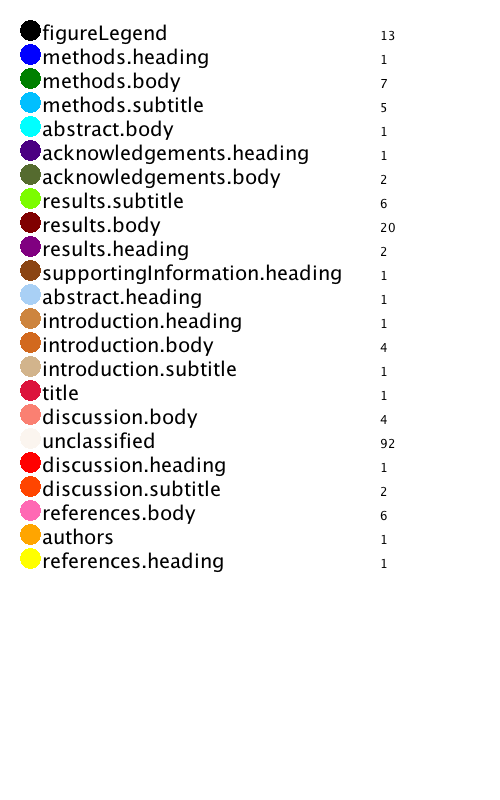 figureLegend 13
methods.heading 1
methods.body 7
methods.subtitle 5
abstract.body 1
acknowledgements.heading 1
acknowledgements.body 2
results.subtitle 6
results.body 20
results.heading 2
supportingInformation.heading 1
abstract.heading 1
introduction.heading 1
introduction.body 4
introduction.subtitle 1
title 1
discussion.body 4
unclassified 92
discussion.heading 1
discussion.subtitle 2
references.body 6
authors 1
references.heading 1